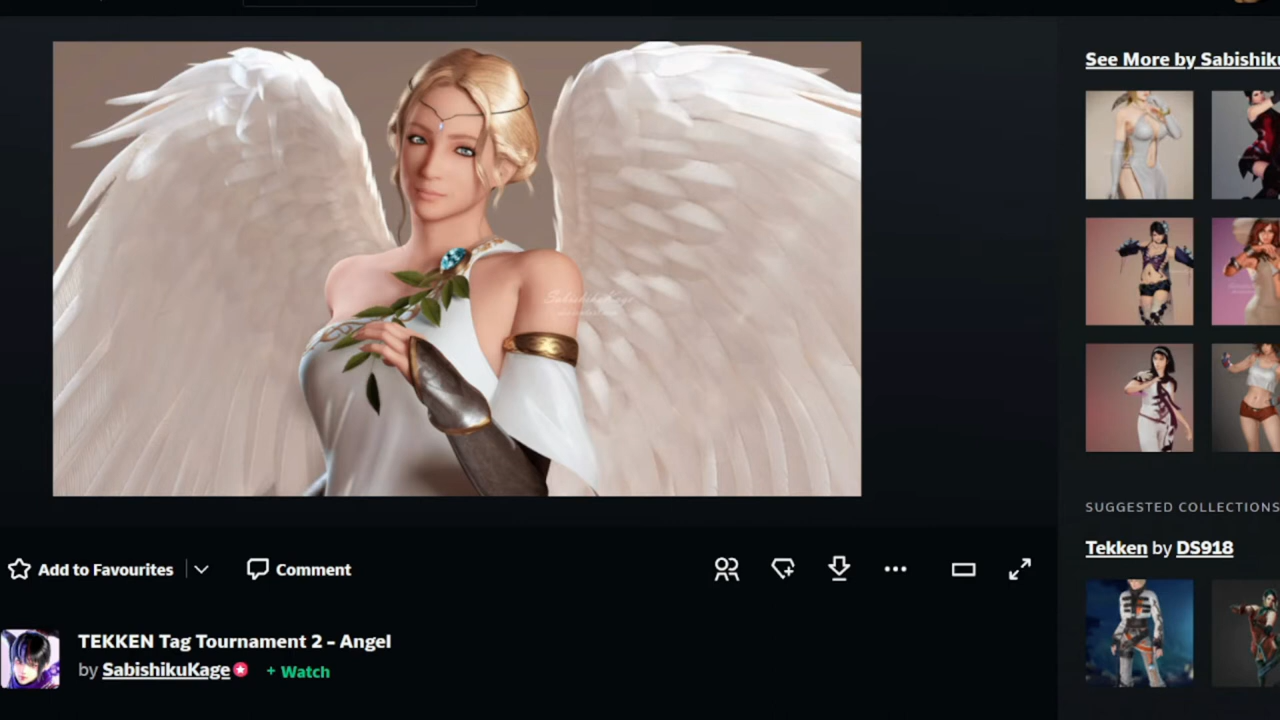 See More by Sabishiku
SabishikuKage
Add to Favourites
Comment
SUGGESTED COLLECTIONS
Tekken by DS918
TEKKEN Tag Tournament 2 - Angel
by SabishikuKage + Watch